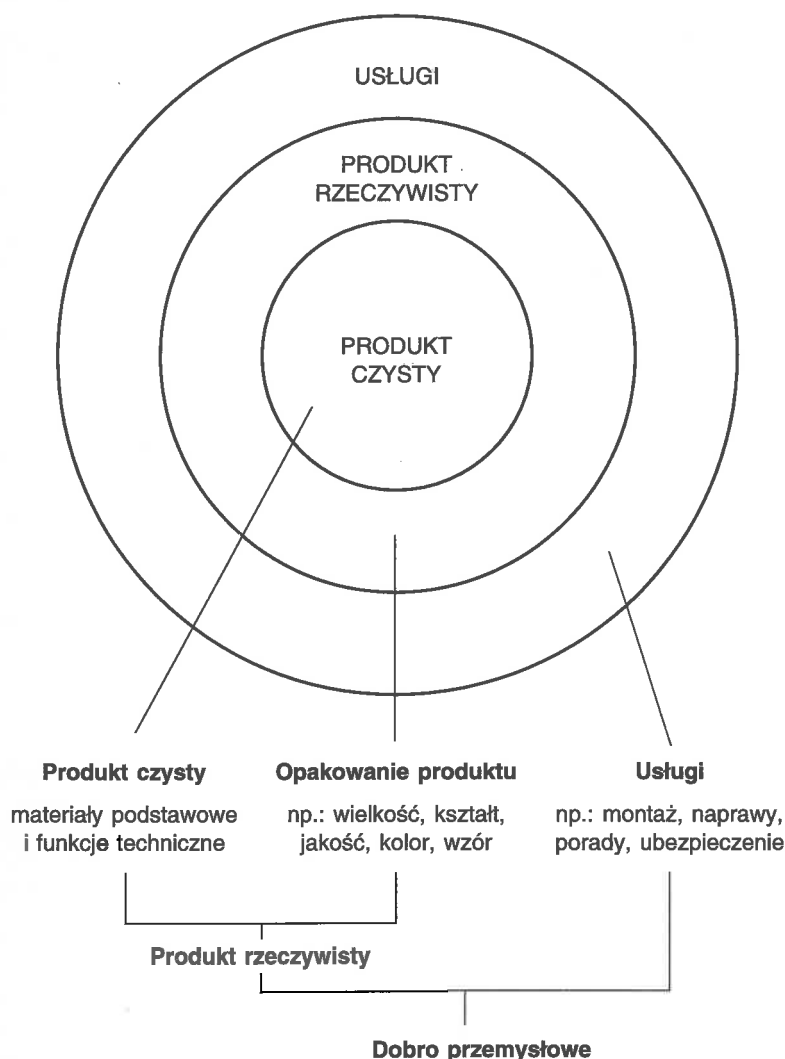 USŁUGI
PRODUKT
RZECZYWISTY
PRODUKT
CZYSTY
Produkt czysty
materiały podstawowe
i funkcje techniczne
Opakowanie produktu
np.: wielkość, kształt,
jakość, kolor, wzór
Usługi
np.: montaż, naprawy,
porady, ubezpieczenie
Produkt rzeczywisty
Dobro przemysłowe